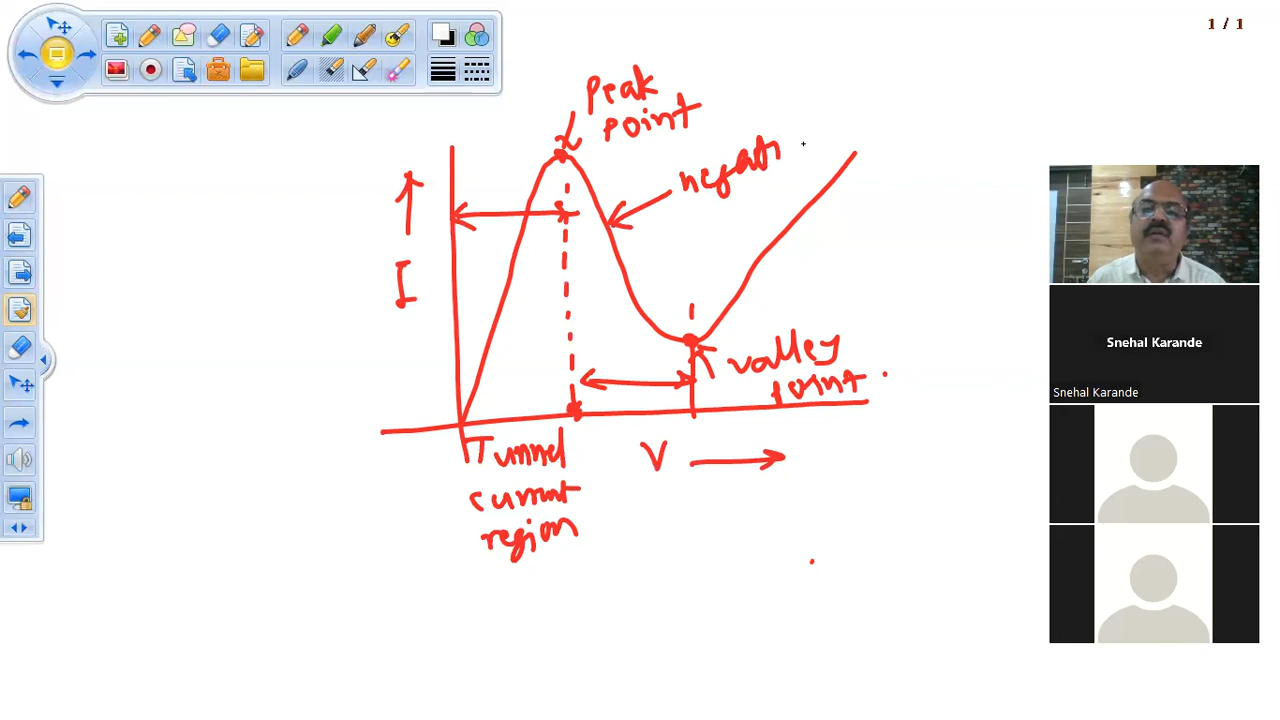 1 / 1
Peak
point
negati
I
valley
point
Tunnel
current
region
V
Snehal Karande
Snehal Karande